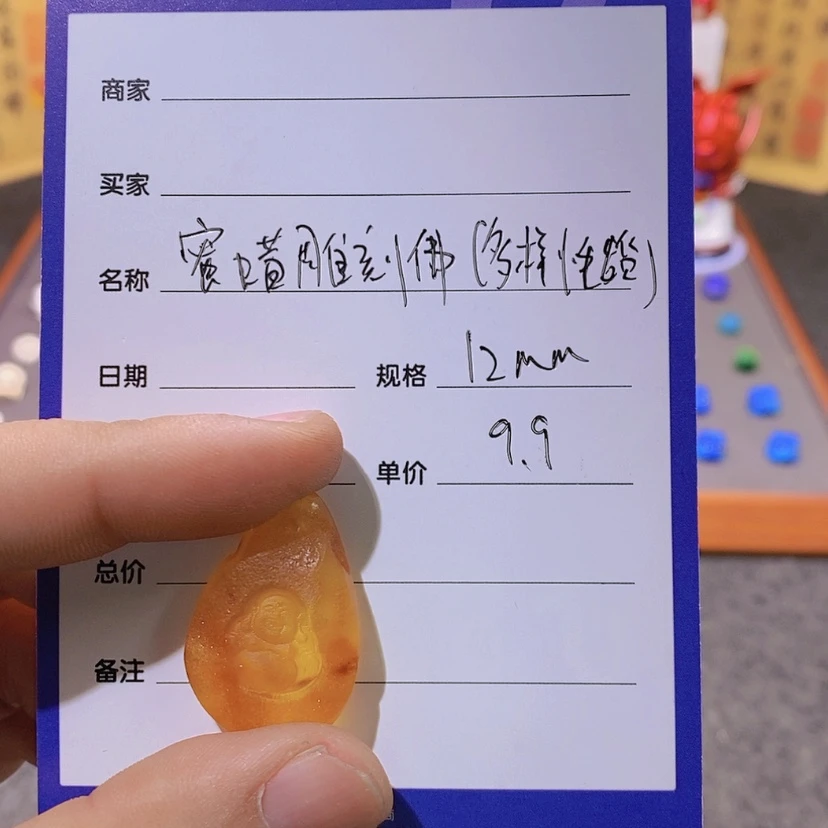 商家
买家
名称 蜜蜡雕刻佛(多样性蛋)
日期 规格 12mm
单价 9.9
总价
备注